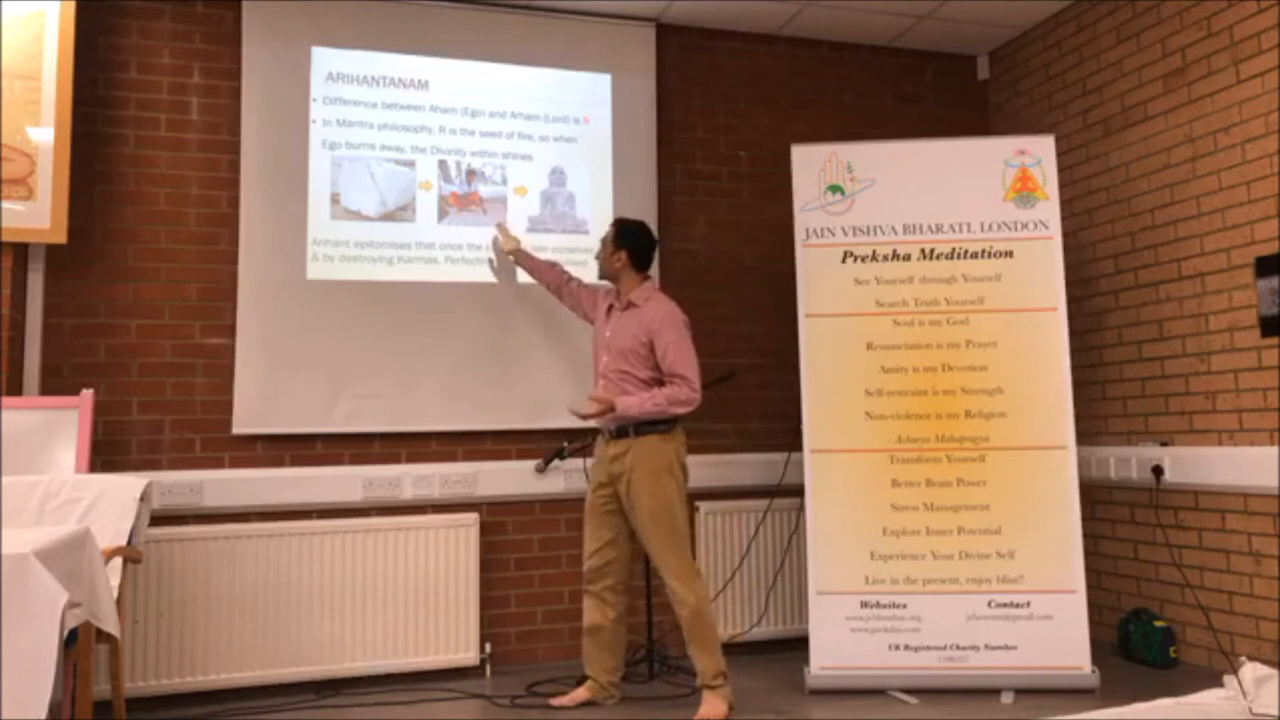 ARIHANTANAM
• Difference between Aham (Ego) and Arham (Lord) is R
• In Mantra philosophy, R is the seed of fire, so when
Ego burns away, the Divinity within shines
Arihant epitomises that once the
& by destroying Karmas,
JAIN VISHVA BHARATI, LONDON
Preksha Meditation
See Yourself through Yourself
Search Truth Yourself
Soul is my God
Renunciation is my Prayer
Amity is my Devotion
Self-restraint is my Strength
Non-violence is my Religion
- Acharya Mahapragya
Transform Yourself
Better Brain Power
Stress Management
Explore Inner Potential
Experience Your Divine Self
Live in the present, enjoy bliss!!
Websites
Contact
UK Registered Charity Number